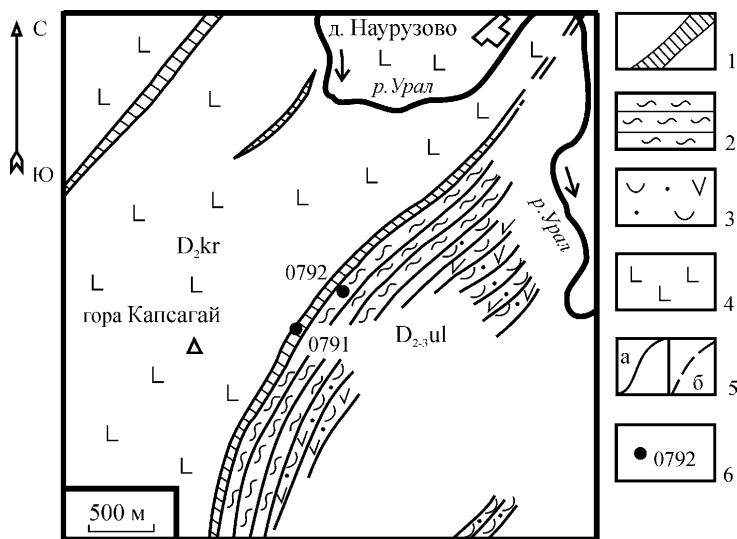 С
Ю
д. Наурузово
р. Урал
р. Урал
D₂kr
0792
гора Капсагай
0791
D₂₋₃ul
500 м
1
2
3
4
а
б
5
0792
6